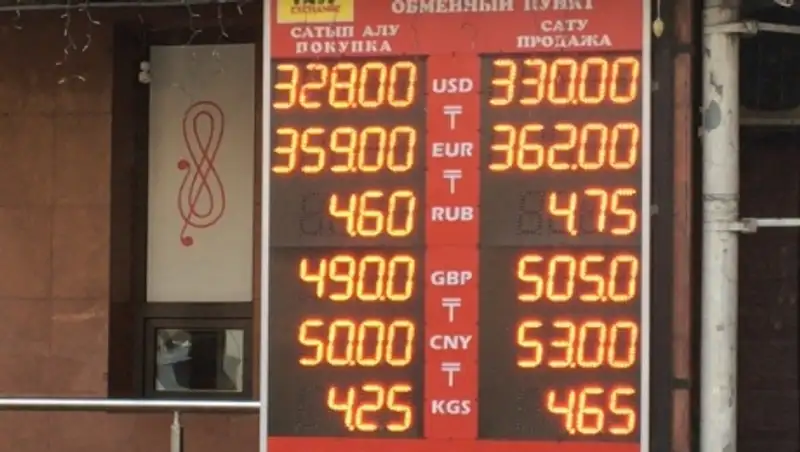 EXCHANGE
ОБМЕННЫЙ ПУНКТ
САТЫП АЛУ САТУ
ПОКУПКА ПРОДАЖА
328.00 USD 330.00
₸
359.00 EUR 362.00
₸
4.60 RUB 4.75
490.0 GBP 505.0
₸
50.00 CNY 53.00
₸
4.25 KGS 4.65